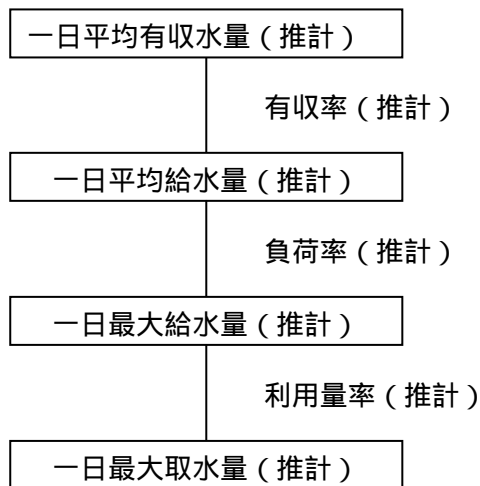 一日平均有収水量（推計）
有収率（推計）
一日平均給水量（推計）
負荷率（推計）
一日最大給水量（推計）
利用量率（推計）
一日最大取水量（推計）